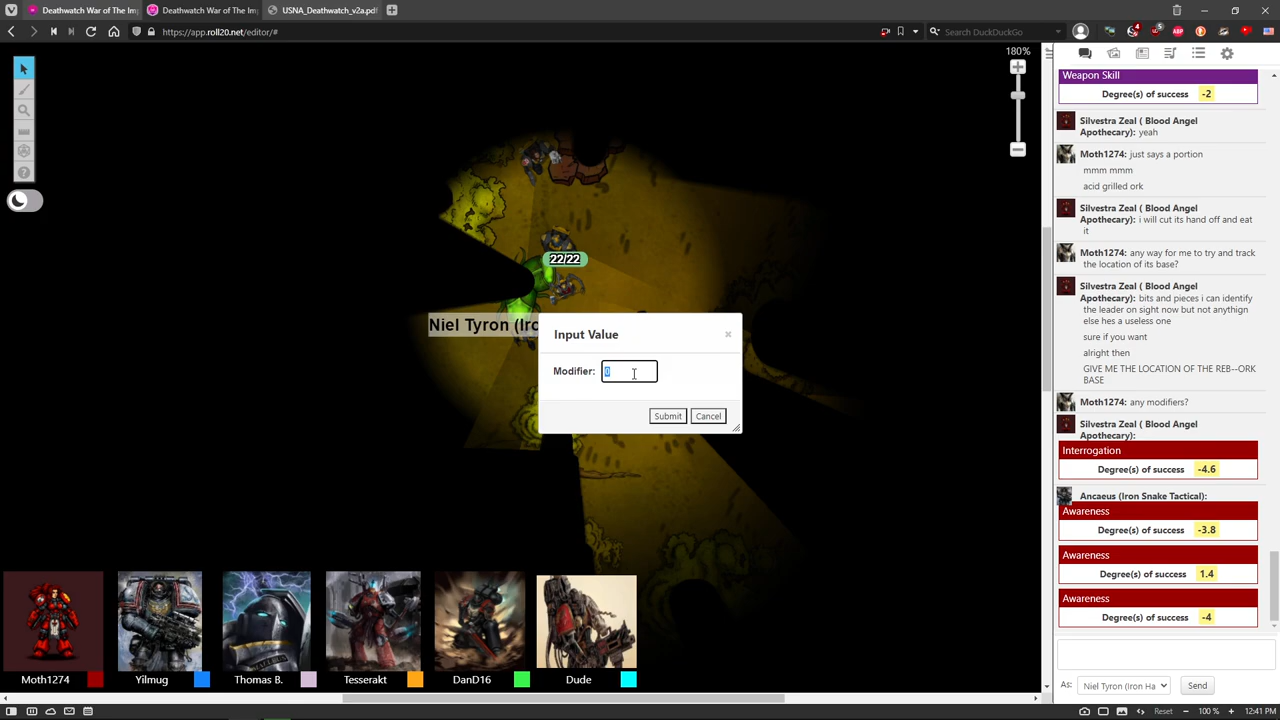 Deathwatch War of The Im
Deathwatch War of The Im
USNA_Deathwatch_v2a.pdf
https://app.roll20.net/editor/#
Search DuckDuckGo
180%
Weapon Skill
Degree(s) of success -2
Silvestra Zeal ( Blood Angel
Apothecary): yeah
Moth1274: just says a portion
mmm mmm
acid grilled ork
Silvestra Zeal ( Blood Angel
Apothecary): i will cut its hand off and eat
it
Moth1274: any way for me to try and track
the location of its base?
Silvestra Zeal ( Blood Angel
Apothecary): bits and pieces i can identify
the leader on sight now but not anythign
else hes a useless one
sure if you want
alright then
GIVE ME THE LOCATION OF THE REB--ORK
BASE
Moth1274: any modifiers?
Silvestra Zeal ( Blood Angel
Apothecary):
Interrogation
Degree(s) of success -4.6
Ancaeus (Iron Snake Tactical):
Awareness
Degree(s) of success -3.8
Awareness
Degree(s) of success 1.4
Awareness
Degree(s) of success -4
22/22
Niel Tyron (Iro
Input Value
Modifier: 0
Submit Cancel
Moth1274
Yilmug
Thomas B.
Tesserakt
DanD16
Dude
As: Niel Tyron (Iron Ha
Send
Reset
100 %
12:41 PM